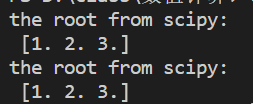 the root from scipy:
[1. 2. 3.]
the root from scipy:
[1. 2. 3.]